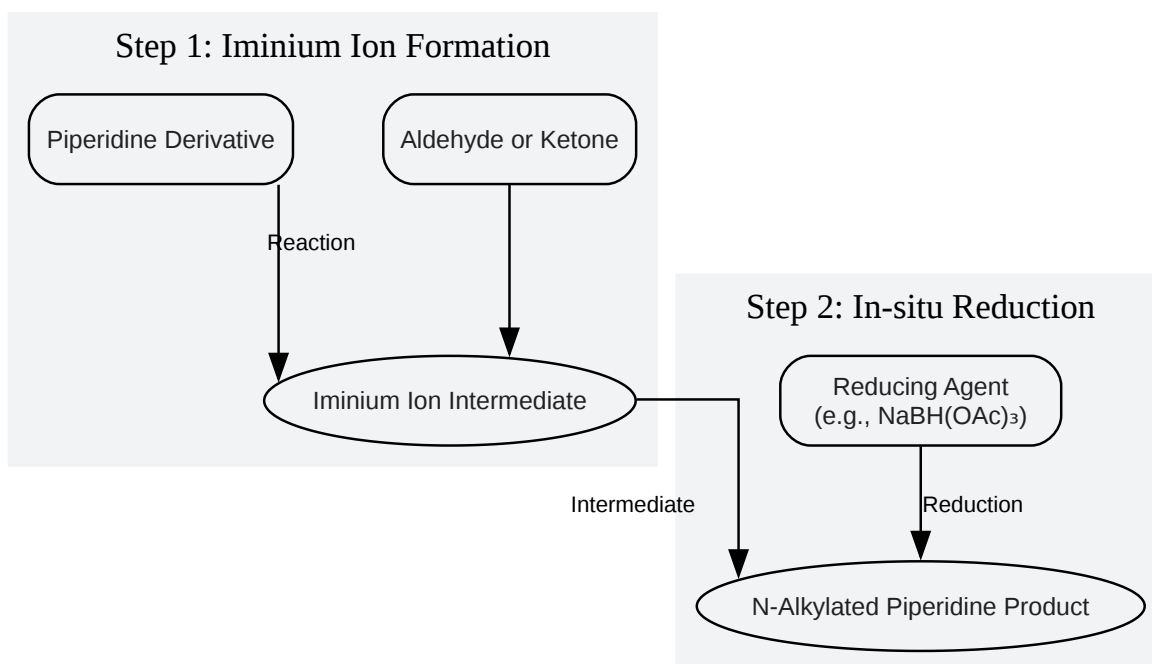 Step 1: Iminium Ion Formation
Piperidine Derivative
Aldehyde or Ketone
Reaction
Iminium Ion Intermediate
Step 2: In-situ Reduction
Reducing Agent
(e.g., NaBH(OAc)₃)
Intermediate
Reduction
N-Alkylated Piperidine Product